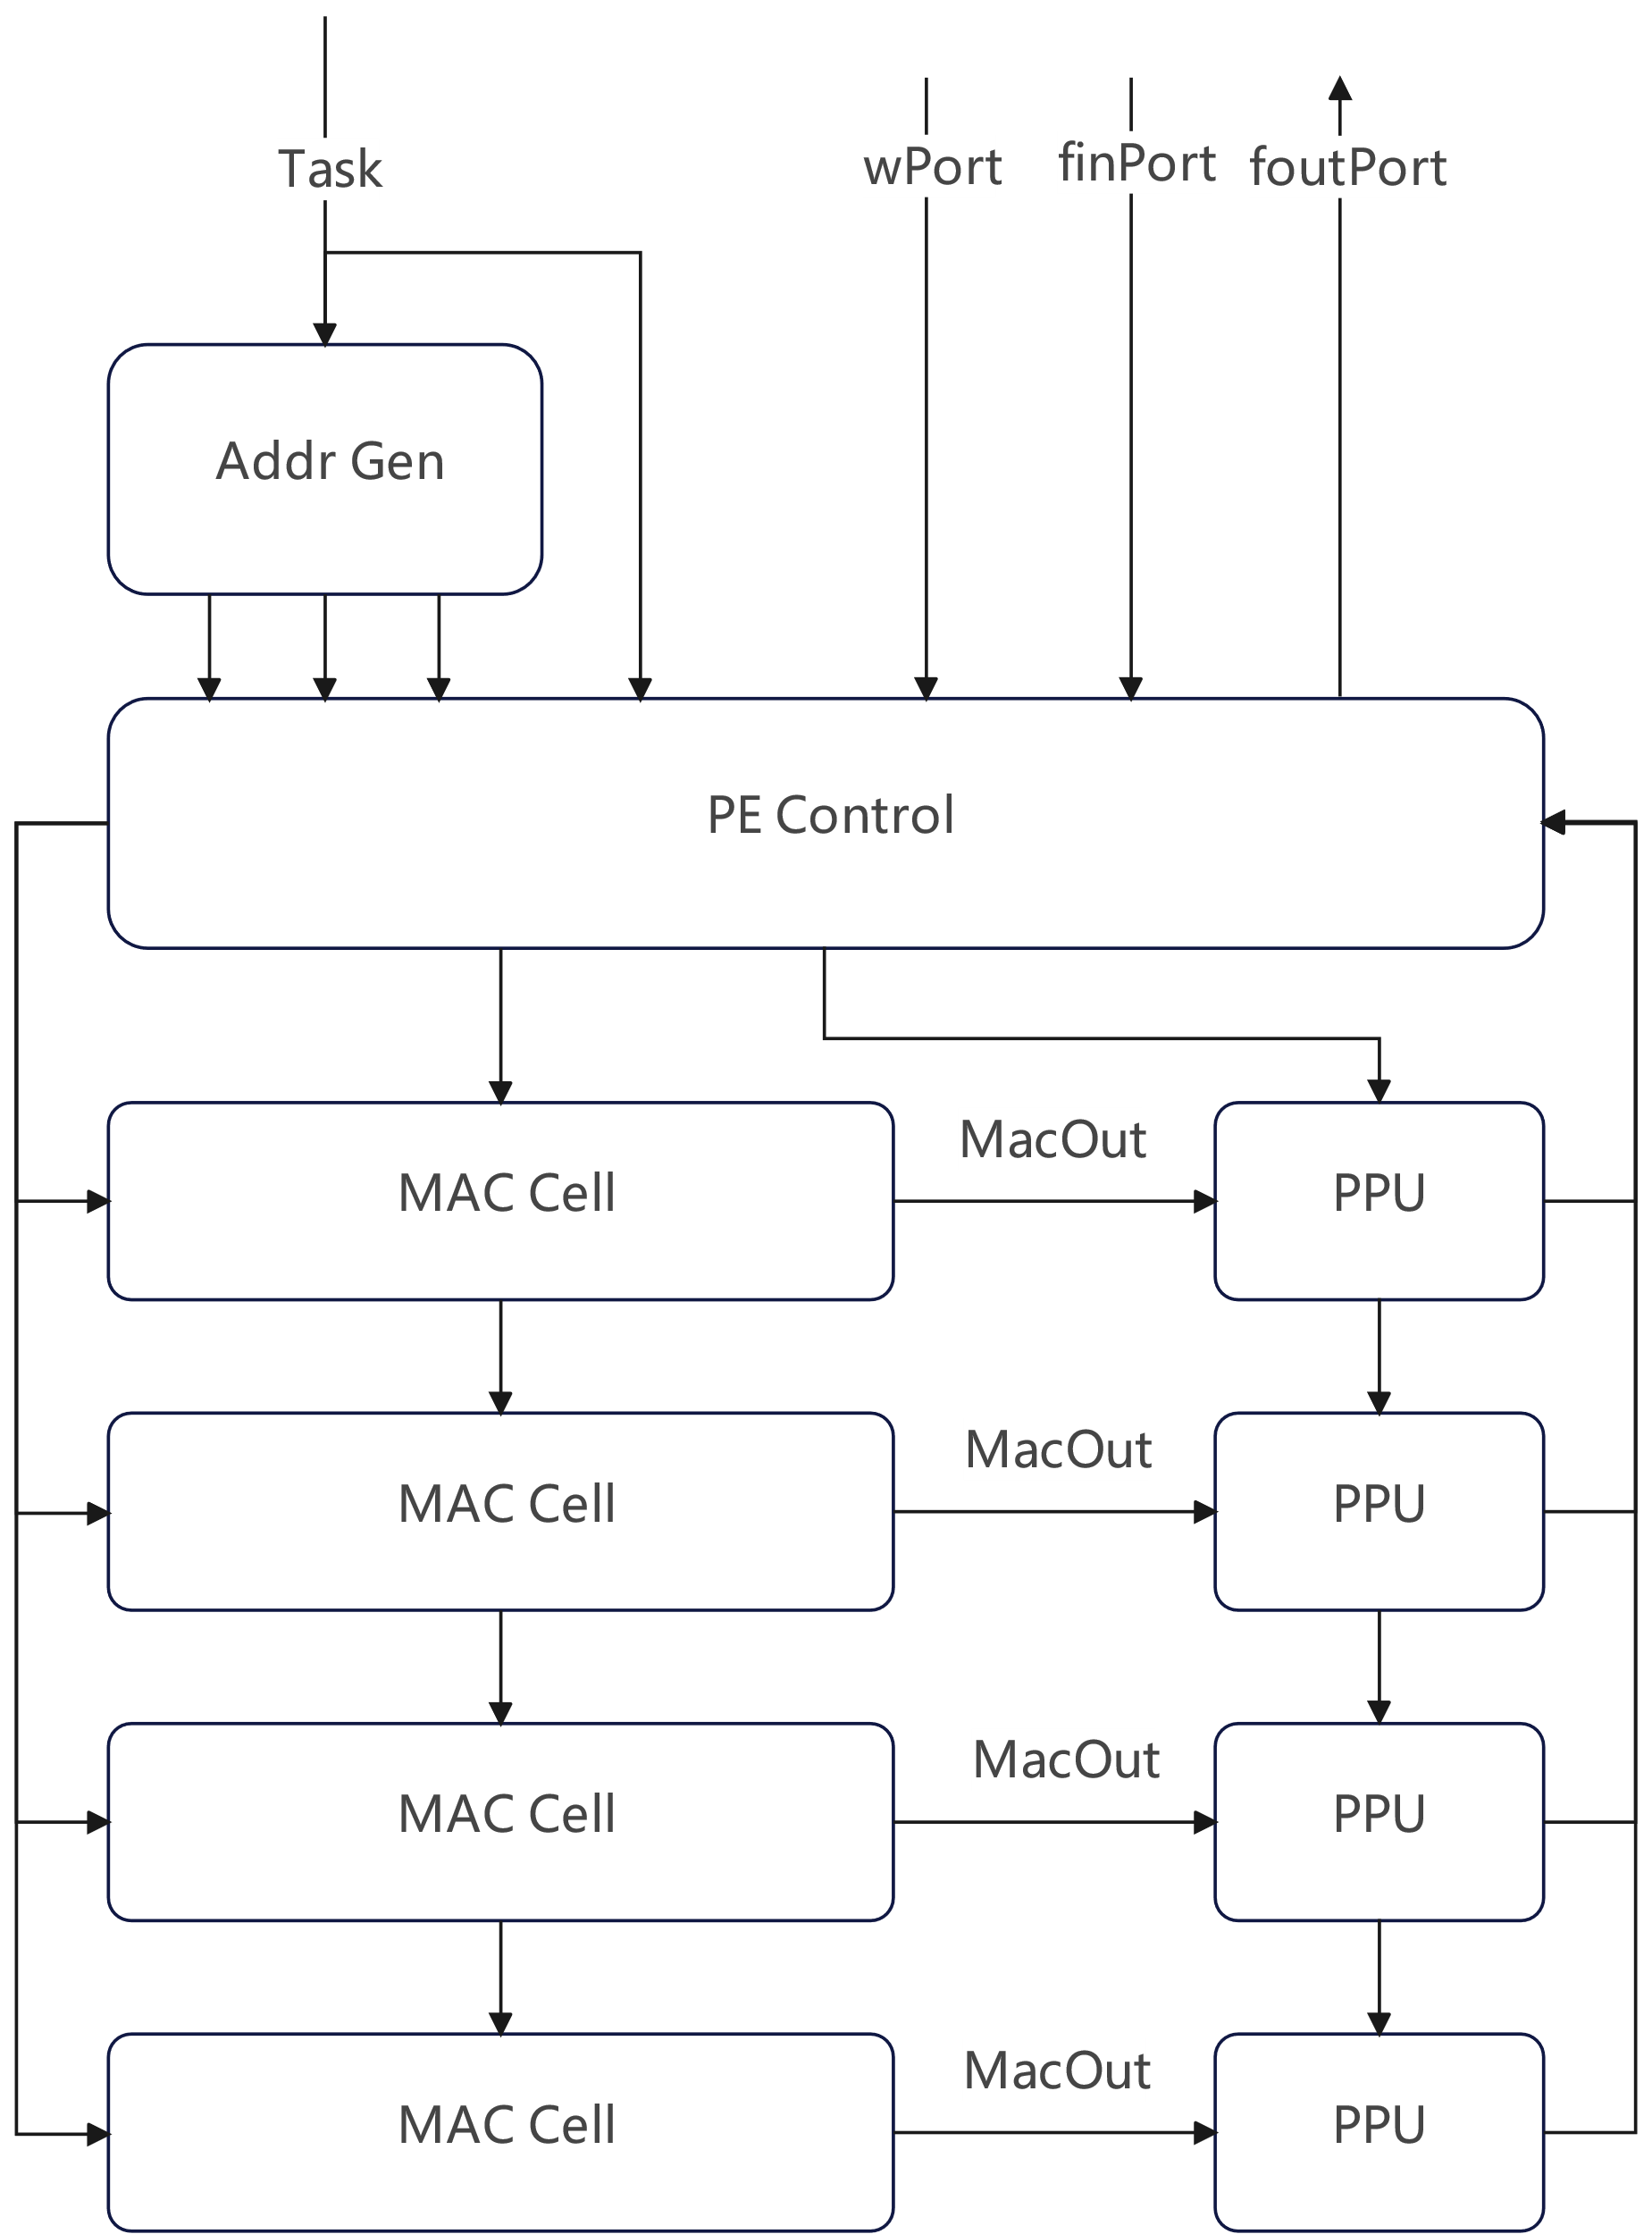 Task
wPort
finPort
foutPort
Addr Gen
PE Control
MAC Cell
MacOut
PPU
MAC Cell
MacOut
PPU
MAC Cell
MacOut
PPU
MAC Cell
MacOut
PPU